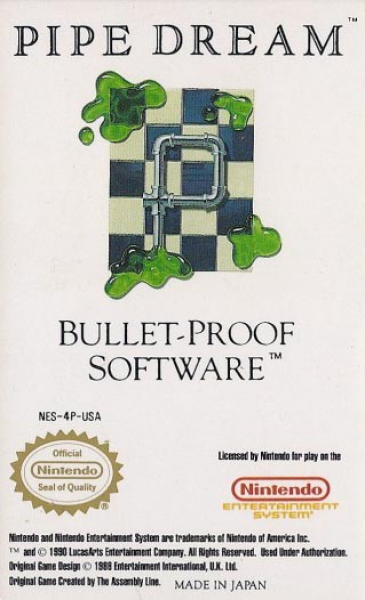 PIPE DREAM™
BULLET-PROOF
SOFTWARE™
NES-4P-USA
Official
Nintendo
Seal of Quality
®
Licensed by Nintendo for play on the
Nintendo
ENTERTAINMENT
SYSTEM®
Nintendo and Nintendo Entertainment System are trademarks of Nintendo of America Inc.
™ and © 1990 LucasArts Entertainment Company. All Rights Reserved. Used Under Authorization.
Original Game Design © 1989 Entertainment International, U.K. Ltd.
Original Game Created by The Assembly Line. MADE IN JAPAN